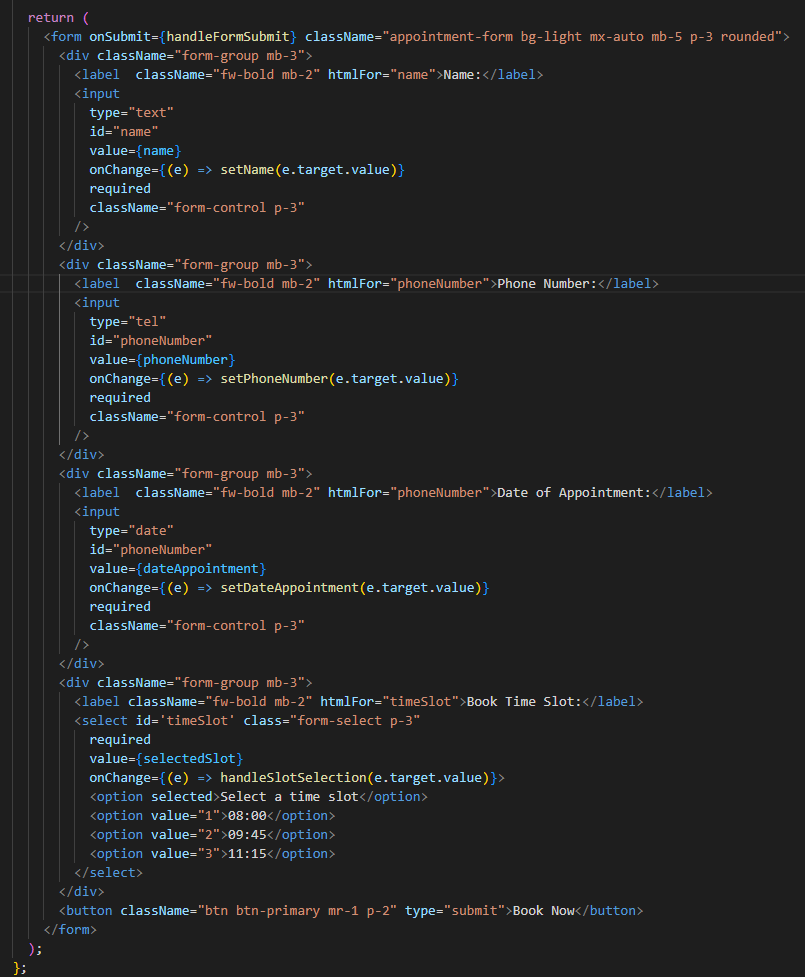 return (
<form onSubmit={handleFormSubmit} className="appointment-form bg-light mx-auto mb-5 p-3 rounded">
<div className="form-group mb-3">
<label  className="fw-bold mb-2" htmlFor="name">Name:</label>
<input
type="text"
id="name"
value={name}
onChange={(e) => setName(e.target.value)}
required
className="form-control p-3"
/>
</div>
<div className="form-group mb-3">
<label  className="fw-bold mb-2" htmlFor="phoneNumber">Phone Number:</label>
<input
type="tel"
id="phoneNumber"
value={phoneNumber}
onChange={(e) => setPhoneNumber(e.target.value)}
required
className="form-control p-3"
/>
</div>
<div className="form-group mb-3">
<label  className="fw-bold mb-2" htmlFor="phoneNumber">Date of Appointment:</label>
<input
type="date"
id="phoneNumber"
value={dateAppointment}
onChange={(e) => setDateAppointment(e.target.value)}
required
className="form-control p-3"
/>
</div>
<div className="form-group mb-3">
<label className="fw-bold mb-2" htmlFor="timeSlot">Book Time Slot:</label>
<select id='timeSlot' class="form-select p-3"
required
value={selectedSlot}
onChange={(e) => handleSlotSelection(e.target.value)}>
<option selected>Select a time slot</option>
<option value="1">08:00</option>
<option value="2">09:45</option>
<option value="3">11:15</option>
</select>
</div>
<button className="btn btn-primary mr-1 p-2" type="submit">Book Now</button>
</form>
);
};